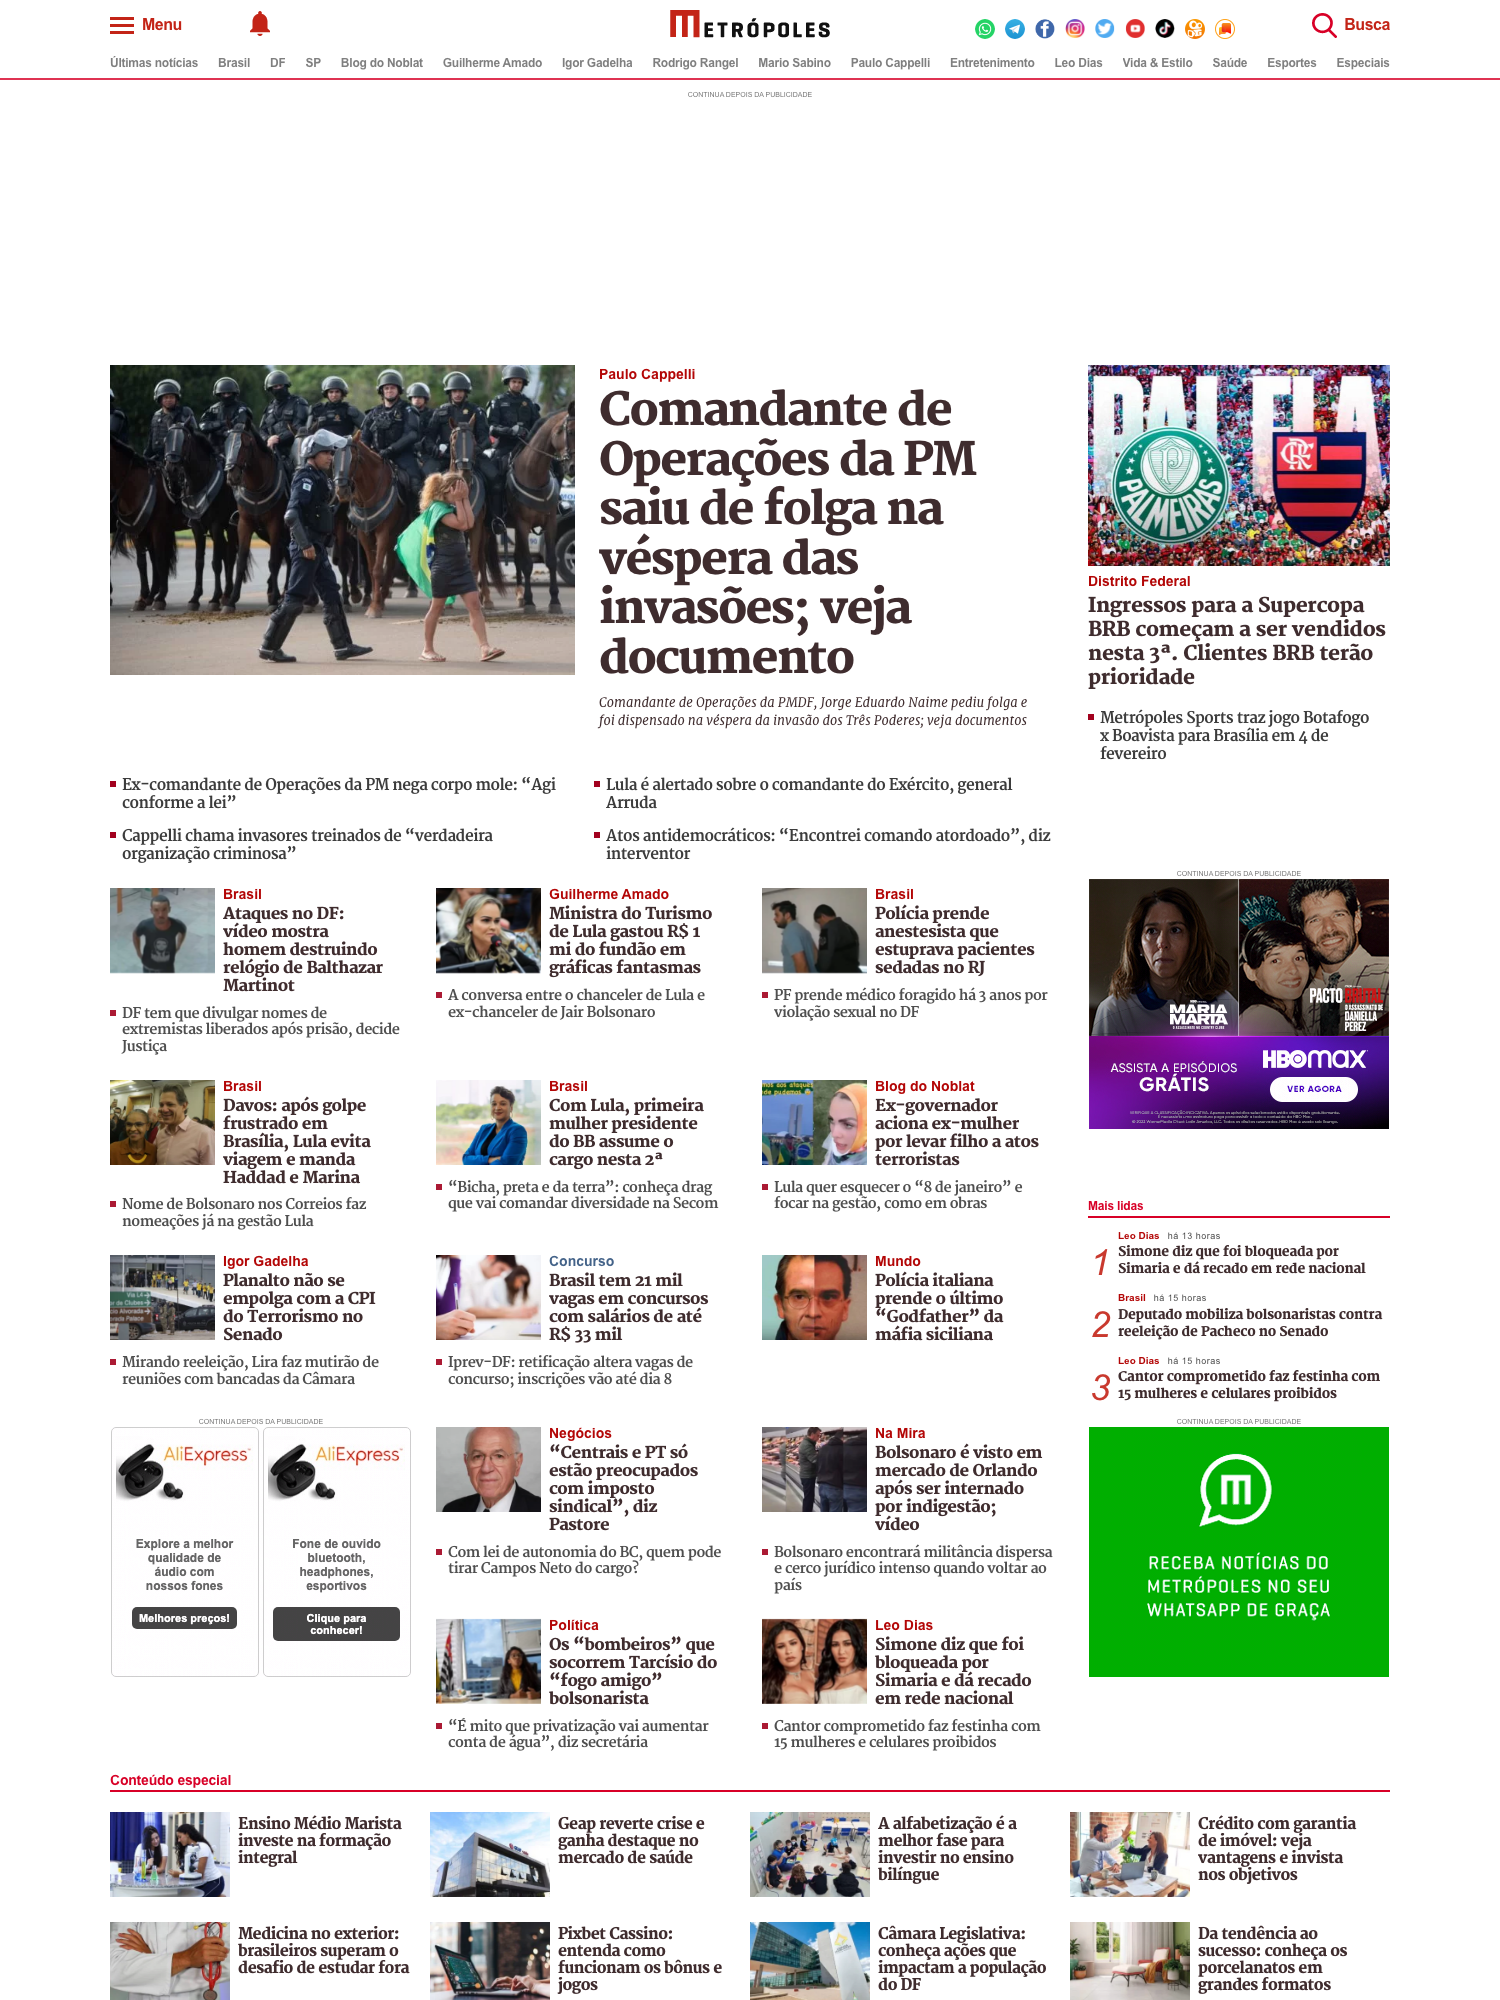 Menu
METRÓPOLES
Busca
Últimas notícias Brasil DF SP Blog do Noblat Guilherme Amado Igor Gadelha Rodrigo Rangel Mario Sabino Paulo Cappelli Entretenimento Leo Dias Vida & Estilo Saúde Esportes Especiais
CONTINUA DEPOIS DA PUBLICIDADE
Paulo Cappelli
Comandante de
Operações da PM
saiu de folga na
véspera das
invasões; veja
documento
Comandante de Operações da PMDF, Jorge Eduardo Naime pediu folga e
foi dispensado na véspera da invasão dos Três Poderes; veja documentos
PALMEIRAS
Distrito Federal
Ingressos para a Supercopa
BRB começam a ser vendidos
nesta 3ª. Clientes BRB terão
prioridade
Metrópoles Sports traz jogo Botafogo
x Boavista para Brasília em 4 de
fevereiro
Ex-comandante de Operações da PM nega corpo mole: “Agi
conforme a lei”
Lula é alertado sobre o comandante do Exército, general
Arruda
Cappelli chama invasores treinados de “verdadeira
organização criminosa”
Atos antidemocráticos: “Encontrei comando atordoado”, diz
interventor
Brasil
Ataques no DF:
vídeo mostra
homem destruindo
relógio de Balthazar
Martinot
DF tem que divulgar nomes de
extremistas liberados após prisão, decide
Justiça
Guilherme Amado
Ministra do Turismo
de Lula gastou R$ 1
mi do fundão em
gráficas fantasmas
A conversa entre o chanceler de Lula e
ex-chanceler de Jair Bolsonaro
Brasil
Polícia prende
anestesista que
estuprava pacientes
sedadas no RJ
PF prende médico foragido há 3 anos por
violação sexual no DF
CONTINUA DEPOIS DA PUBLICIDADE
HAPPY NEW YEAR
MARIA
MARTA
PACTO BRUTAL
O ASSASSINATO DE
DANIELLA
PEREZ
ASSISTA A EPISÓDIOS
GRÁTIS
HBOMAX
VER AGORA
Brasil
Davos: após golpe
frustrado em
Brasília, Lula evita
viagem e manda
Haddad e Marina
Nome de Bolsonaro nos Correios faz
nomeações já na gestão Lula
Brasil
Com Lula, primeira
mulher presidente
do BB assume o
cargo nesta 2ª
“Bicha, preta e da terra”: conheça drag
que vai comandar diversidade na Secom
Blog do Noblat
Ex-governador
aciona ex-mulher
por levar filho a atos
terroristas
Lula quer esquecer o “8 de janeiro” e
focar na gestão, como em obras
Mais lidas
Leo Dias há 13 horas
1 Simone diz que foi bloqueada por
Simaria e dá recado em rede nacional
Brasil há 15 horas
2 Deputado mobiliza bolsonaristas contra
reeleição de Pacheco no Senado
Leo Dias há 15 horas
3 Cantor comprometido faz festinha com
15 mulheres e celulares proibidos
Igor Gadelha
Planalto não se
empolga com a CPI
do Terrorismo no
Senado
Mirando reeleição, Lira faz mutirão de
reuniões com bancadas da Câmara
Concurso
Brasil tem 21 mil
vagas em concursos
com salários de até
R$ 33 mil
Iprev-DF: retificação altera vagas de
concurso; inscrições vão até dia 8
Mundo
Polícia italiana
prende o último
“Godfather” da
máfia siciliana
CONTINUA DEPOIS DA PUBLICIDADE
AliExpress
Explore a melhor
qualidade de
áudio com
nossos fones
Melhores preços!
AliExpress
Fone de ouvido
bluetooth,
headphones,
esportivos
Clique para
conhecer!
Negócios
“Centrais e PT só
estão preocupados
com imposto
sindical”, diz
Pastore
Com lei de autonomia do BC, quem pode
tirar Campos Neto do cargo?
Na Mira
Bolsonaro é visto em
mercado de Orlando
após ser internado
por indigestão;
vídeo
Bolsonaro encontrará militância dispersa
e cerco jurídico intenso quando voltar ao
país
CONTINUA DEPOIS DA PUBLICIDADE
RECEBA NOTÍCIAS DO
METRÓPOLES NO SEU
WHATSAPP DE GRAÇA
Política
Os “bombeiros” que
socorrem Tarcísio do
“fogo amigo”
bolsonarista
“É mito que privatização vai aumentar
conta de água”, diz secretária
Leo Dias
Simone diz que foi
bloqueada por
Simaria e dá recado
em rede nacional
Cantor comprometido faz festinha com
15 mulheres e celulares proibidos
Conteúdo especial
Ensino Médio Marista
investe na formação
integral
Geap reverte crise e
ganha destaque no
mercado de saúde
A alfabetização é a
melhor fase para
investir no ensino
bilíngue
Crédito com garantia
de imóvel: veja
vantagens e invista
nos objetivos
Medicina no exterior:
brasileiros superam o
desafio de estudar fora
Pixbet Cassino:
entenda como
funcionam os bônus e
jogos
Câmara Legislativa:
conheça ações que
impactam a população
do DF
Da tendência ao
sucesso: conheça os
porcelanatos em
grandes formatos